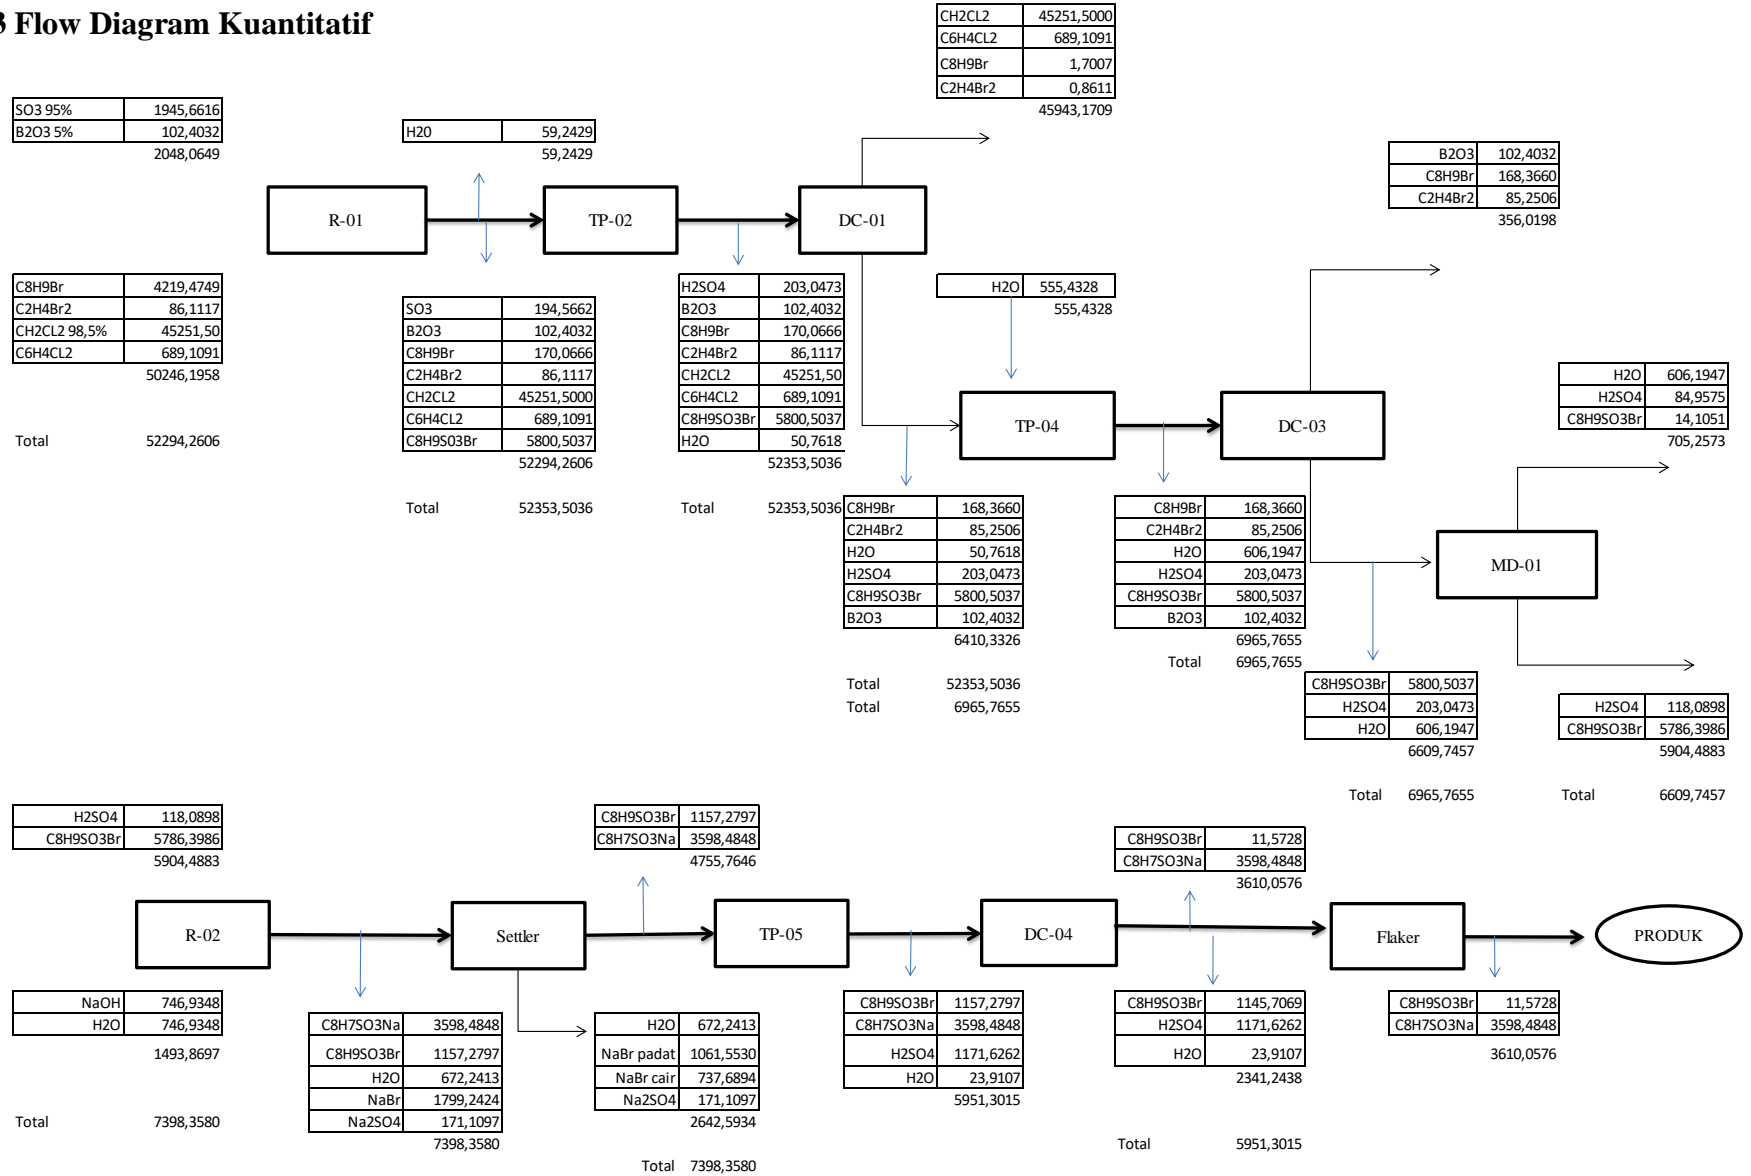 3 Flow Diagram Kuantitatif
CH2CL2 45251,5000
C6H4CL2 689,1091
C8H9Br 1,7007
C2H4Br2 0,8611
45943,1709
SO3 95% 1945,6616
B2O3 5% 102,4032
2048,0649
H20 59,2429
59,2429
B2O3 102,4032
C8H9Br 168,3660
C2H4Br2 85,2506
356,0198
R-01
TP-02
DC-01
C8H9Br 4219,4749
C2H4Br2 86,1117
CH2CL2 98,5% 45251,50
C6H4CL2 689,1091
50246,1958
Total 52294,2606
SO3 194,5662
B2O3 102,4032
C8H9Br 170,0666
C2H4Br2 86,1117
CH2CL2 45251,5000
C6H4CL2 689,1091
C8H9S03Br 5800,5037
52294,2606
Total 52353,5036
H2SO4 203,0473
B2O3 102,4032
C8H9Br 170,0666
C2H4Br2 86,1117
CH2CL2 45251,50
C6H4CL2 689,1091
C8H9SO3Br 5800,5037
H2O 50,7618
52353,5036
Total 52353,5036
H2O 555,4328
555,4328
TP-04
DC-03
H2O 606,1947
H2SO4 84,9575
C8H9SO3Br 14,1051
705,2573
C8H9Br 168,3660
C2H4Br2 85,2506
H2O 50,7618
H2SO4 203,0473
C8H9SO3Br 5800,5037
B2O3 102,4032
6410,3326
Total 52353,5036
Total 6965,7655
C8H9Br 168,3660
C2H4Br2 85,2506
H2O 606,1947
H2SO4 203,0473
C8H9SO3Br 5800,5037
B2O3 102,4032
6965,7655
Total 6965,7655
MD-01
C8H9SO3Br 5800,5037
H2SO4 203,0473
H2O 606,1947
6609,7457
Total 6965,7655
H2SO4 118,0898
C8H9SO3Br 5786,3986
5904,4883
Total 6609,7457
H2SO4 118,0898
C8H9SO3Br 5786,3986
5904,4883
C8H9SO3Br 1157,2797
C8H7SO3Na 3598,4848
4755,7646
C8H9SO3Br 11,5728
C8H7SO3Na 3598,4848
3610,0576
R-02
Settler
TP-05
DC-04
Flaker
PRODUK
NaOH 746,9348
H2O 746,9348
1493,8697
Total 7398,3580
C8H7SO3Na 3598,4848
C8H9SO3Br 1157,2797
H2O 672,2413
NaBr 1799,2424
Na2SO4 171,1097
7398,3580
H2O 672,2413
NaBr padat 1061,5530
NaBr cair 737,6894
Na2SO4 171,1097
2642,5934
Total 7398,3580
C8H9SO3Br 1157,2797
C8H7SO3Na 3598,4848
H2SO4 1171,6262
H2O 23,9107
5951,3015
C8H9SO3Br 1145,7069
H2SO4 1171,6262
H2O 23,9107
2341,2438
Total 5951,3015
C8H9SO3Br 11,5728
C8H7SO3Na 3598,4848
3610,0576